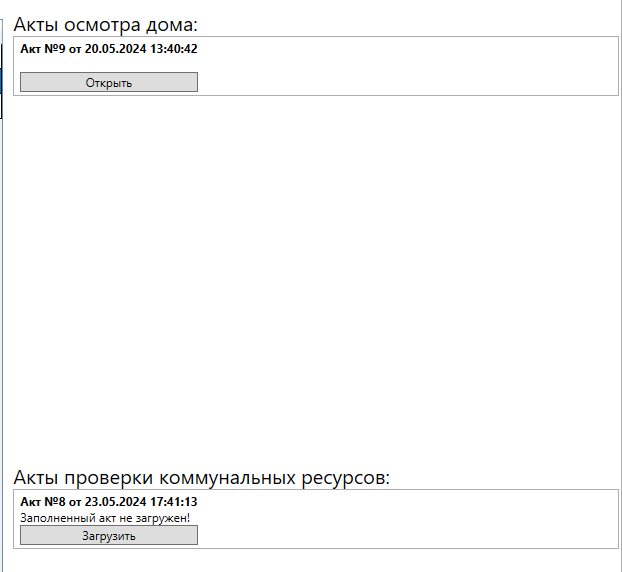 Акты осмотра дома:
Акт №9 от 20.05.2024 13:40:42
Открыть
Акты проверки коммунальных ресурсов:
Акт №8 от 23.05.2024 17:41:13
Заполненный акт не загружен!
Загрузить